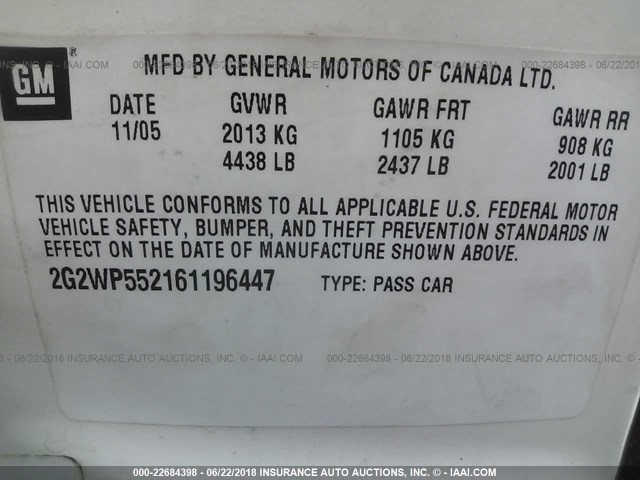 GM®
MFD BY GENERAL MOTORS OF CANADA LTD.
DATE GVWR GAWR FRT GAWR RR
11/05 2013 KG 1105 KG 908 KG
4438 LB 2437 LB 2001 LB
THIS VEHICLE CONFORMS TO ALL APPLICABLE U.S. FEDERAL MOTOR
VEHICLE SAFETY, BUMPER, AND THEFT PREVENTION STANDARDS IN
EFFECT ON THE DATE OF MANUFACTURE SHOWN ABOVE.
2G2WP552161196447 TYPE: PASS CAR
000-22684398 - 06/22/2018 INSURANCE AUTO AUCTIONS, INC. © - IAAI.COM